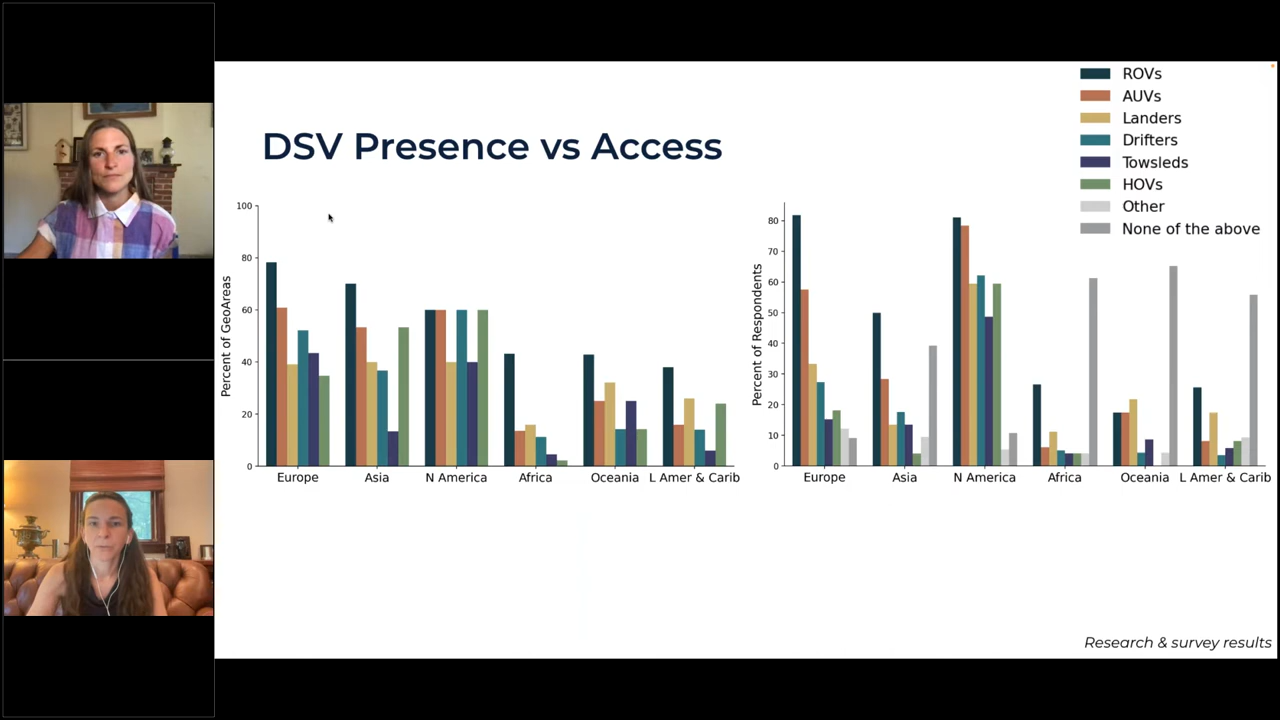 DSV Presence vs Access
ROVs
AUVs
Landers
Drifters
Towsleds
HOVs
Other
None of the above
Percent of GeoAreas
100
80
60
40
20
0
Europe
Asia
N America
Africa
Oceania
L Amer & Carib
Percent of Respondents
80
70
60
50
40
30
20
10
0
Europe
Asia
N America
Africa
Oceania
L Amer & Carib
Research & survey results